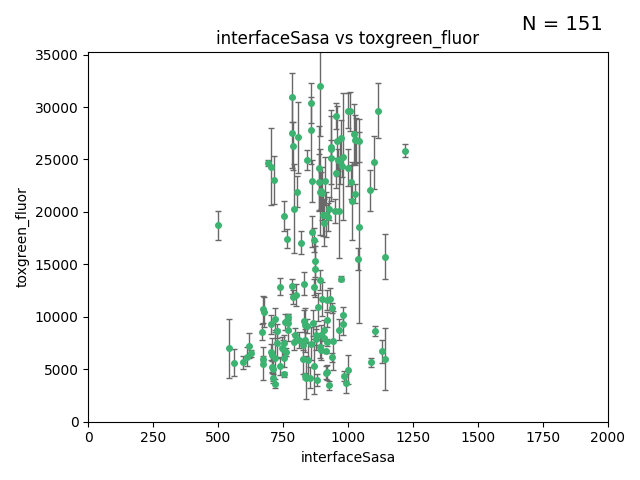 N = 151
interfaceSasa vs toxgreen_fluor
35000
30000
25000
20000
15000
10000
5000
0
toxgreen_fluor
0 250 500 750 1000 1250 1500 1750 2000
interfaceSasa